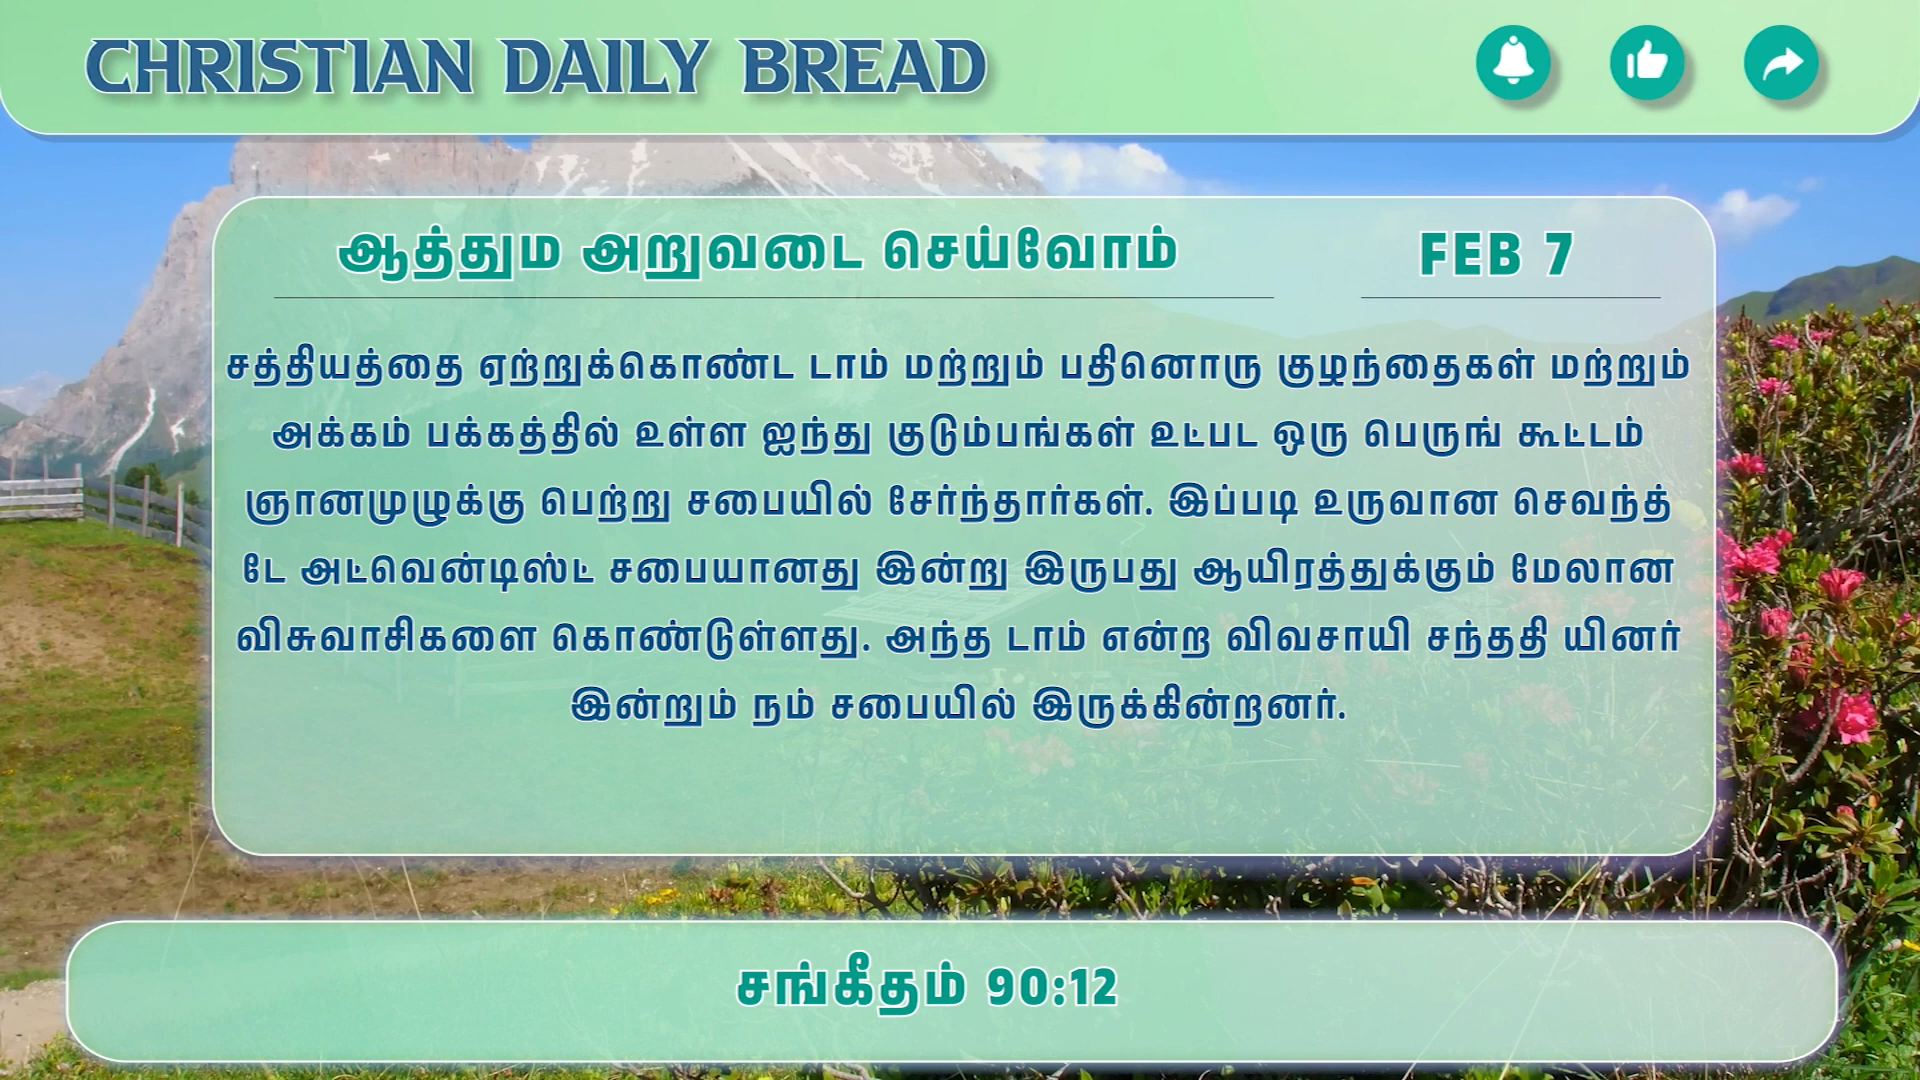 CHRISTIAN DAILY BREAD
ஆத்தும அறுவடை செய்வோம்
FEB 7
சத்தியத்தை ஏற்றுக்கொண்ட டாம் மற்றும் பதினொரு குழந்தைகள் மற்றும்
அக்கம் பக்கத்தில் உள்ள ஐந்து குடும்பங்கள் உட்பட ஒரு பெருங் கூட்டம்
ஞானமுழுக்கு பெற்று சபையில் சேர்ந்தார்கள். இப்படி உருவான செவந்த்
டே அட்வென்டிஸ்ட் சபையானது இன்று இருபது ஆயிரத்துக்கும் மேலான
விசுவாசிகளை கொண்டுள்ளது. அந்த டாம் என்ற விவசாயி சந்ததி யினர்
இன்றும் நம் சபையில் இருக்கின்றனர்.
சங்கீதம் 90:12